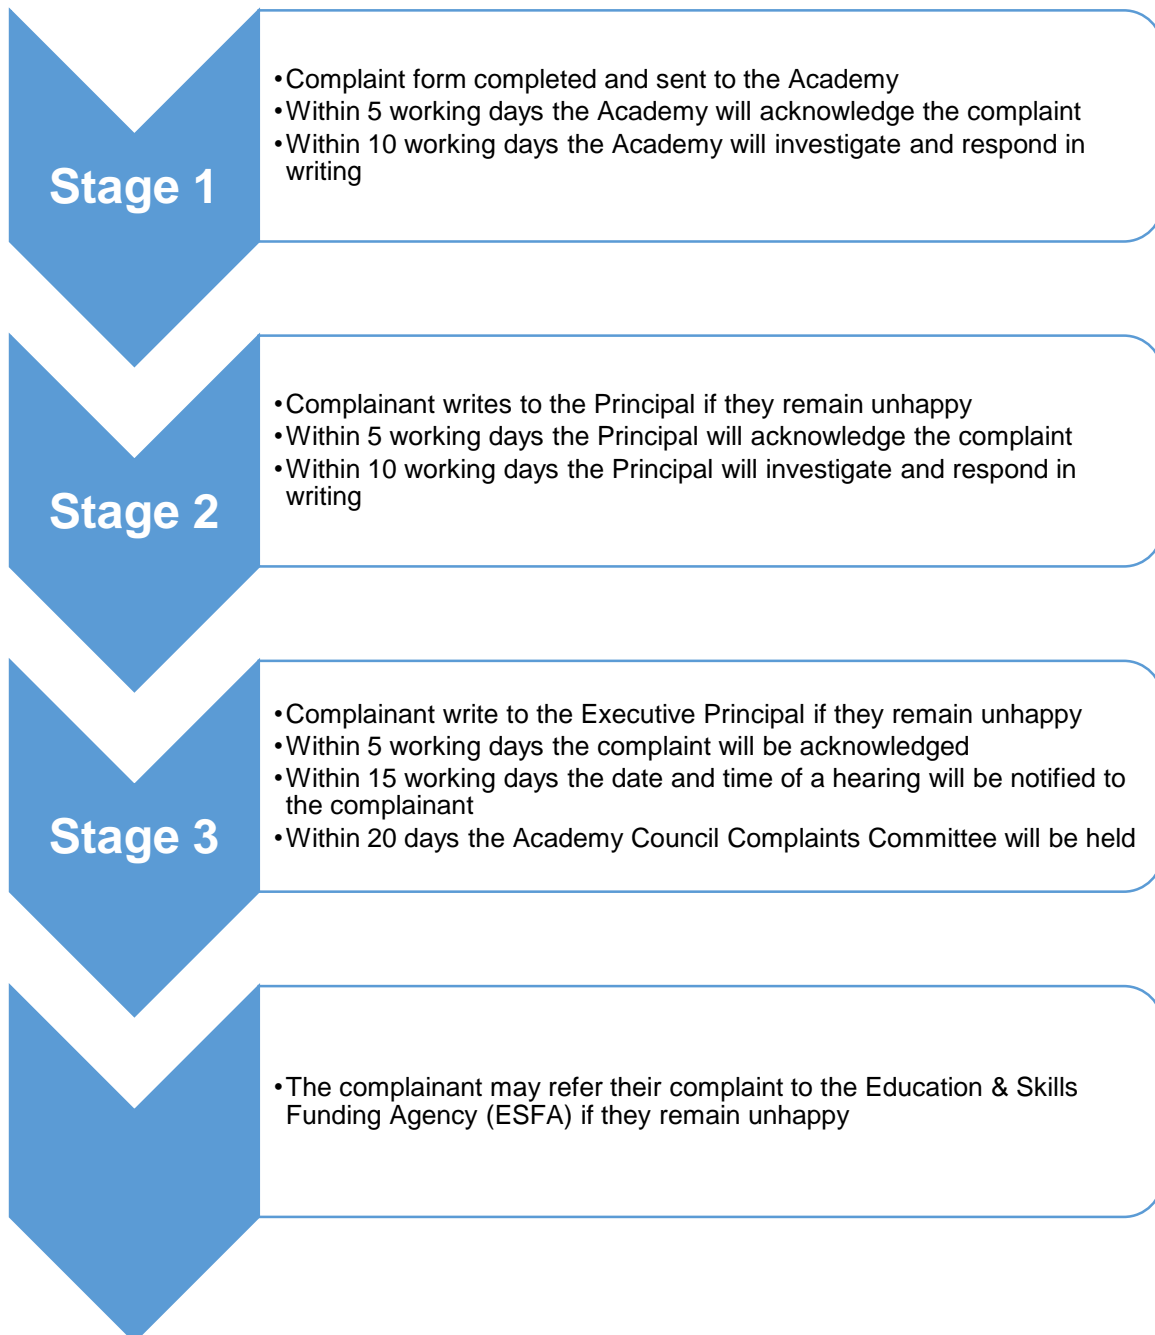 Stage 1
•Complaint form completed and sent to the Academy
•Within 5 working days the Academy will acknowledge the complaint
•Within 10 working days the Academy will investigate and respond in
writing
Stage 2
•Complainant writes to the Principal if they remain unhappy
•Within 5 working days the Principal will acknowledge the complaint
•Within 10 working days the Principal will investigate and respond in
writing
Stage 3
•Complainant write to the Executive Principal if they remain unhappy
•Within 5 working days the complaint will be acknowledged
•Within 15 working days the date and time of a hearing will be notified to
the complainant
•Within 20 days the Academy Council Complaints Committee will be held
•The complainant may refer their complaint to the Education & Skills
Funding Agency (ESFA) if they remain unhappy